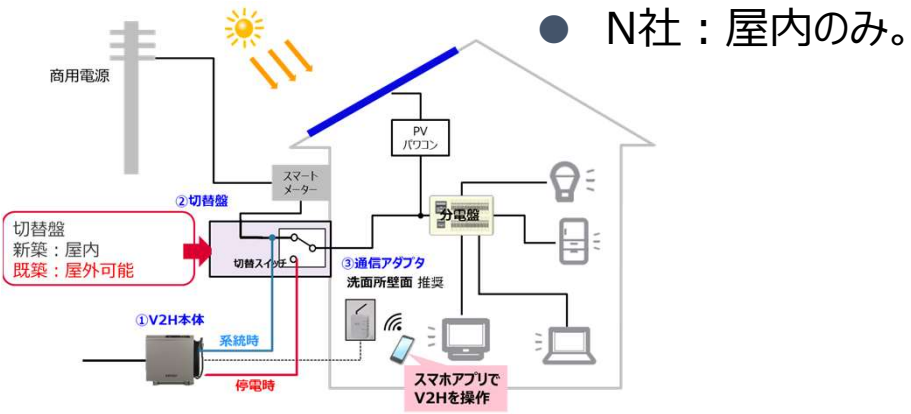 ● N社：屋内のみ。
商用電源
PV
パワコン
スマート
メーター
②切替盤
分電盤
切替盤
新築：屋内
既築：屋外可能
切替スイッチ
③通信アダプタ
洗面所壁面 推奨
①V2H本体
系統時
停電時
スマホアプリで
V2Hを操作